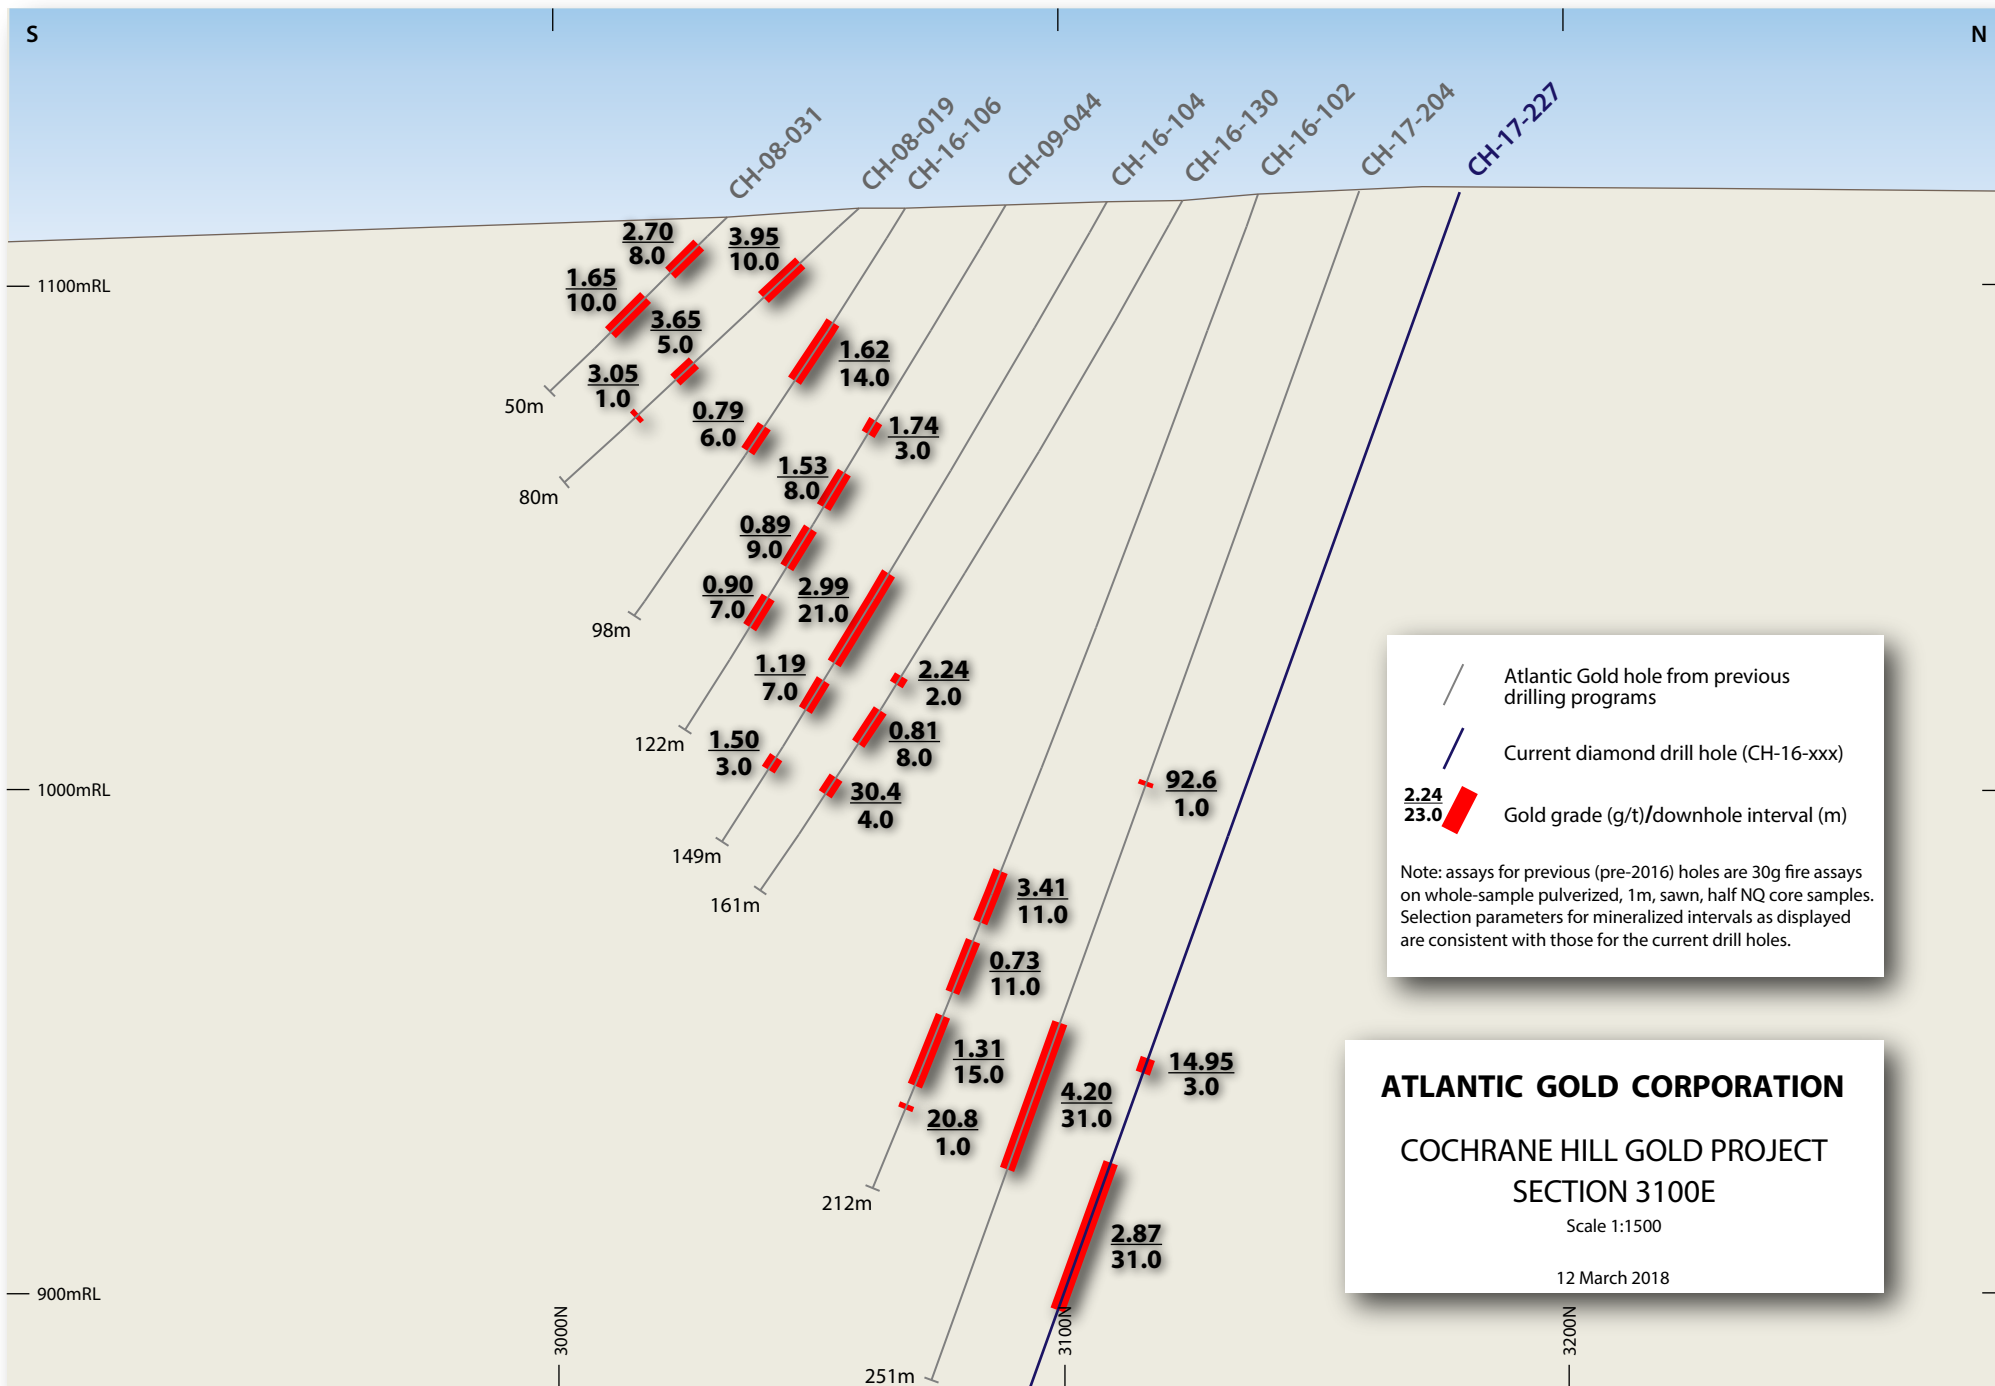 S
N
CH-08-031
CH-08-019
CH-16-106
CH-09-044
CH-16-104
CH-16-130
CH-16-102
CH-17-204
CH-17-227
2.70
8.0
3.95
10.0
1.65
10.0
1100mRL
3.65
5.0
1.62
14.0
3.05
1.0
50m
0.79
6.0
1.74
3.0
1.53
8.0
80m
0.89
9.0
0.90
7.0
2.99
21.0
98m
1.19
7.0
2.24
2.0
122m
1.50
3.0
0.81
8.0
1000mRL
30.4
4.0
92.6
1.0
149m
161m
3.41
11.0
0.73
11.0
1.31
15.0
4.20
31.0
14.95
3.0
20.8
1.0
212m
2.87
31.0
900mRL
3000N
3100N
3200N
251m
Atlantic Gold hole from previous
drilling programs
Current diamond drill hole (CH-16-xxx)
2.24
23.0
Gold grade (g/t)/downhole interval (m)
Note: assays for previous (pre-2016) holes are 30g fire assays
on whole-sample pulverized, 1m, sawn, half NQ core samples.
Selection parameters for mineralized intervals as displayed
are consistent with those for the current drill holes.
ATLANTIC GOLD CORPORATION
COCHRANE HILL GOLD PROJECT
SECTION 3100E
Scale 1:1500
12 March 2018